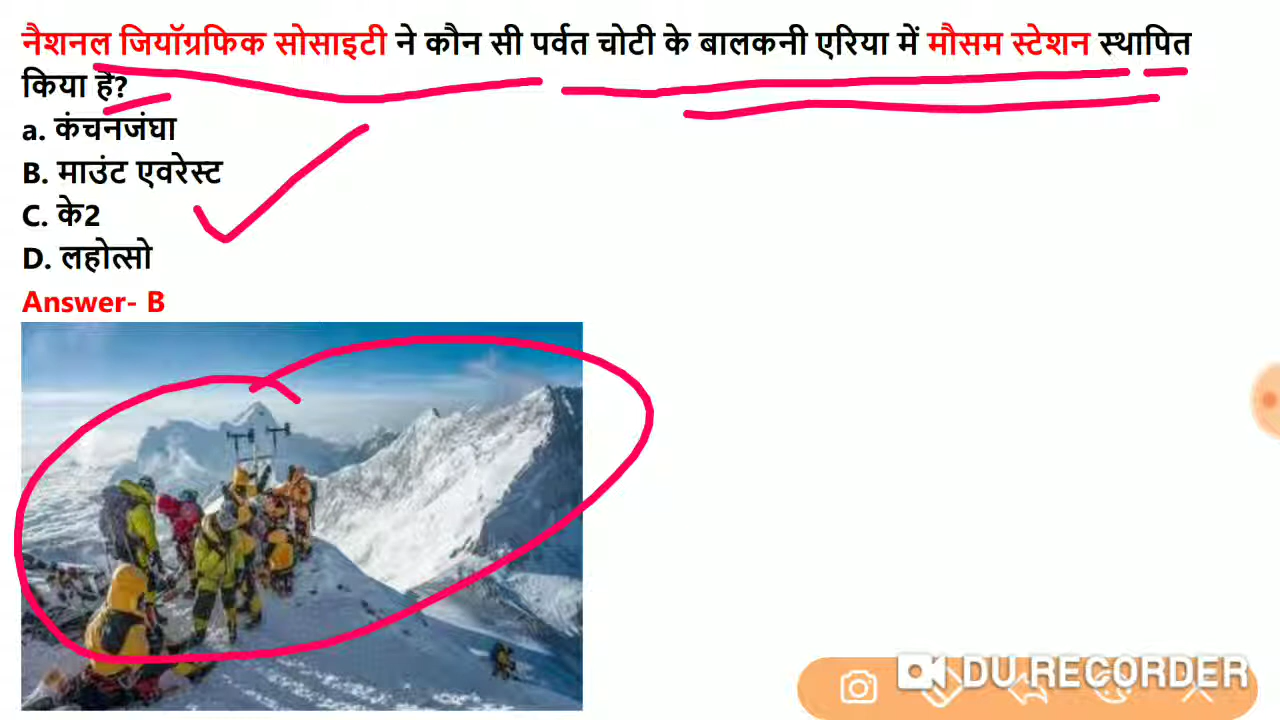 नैशनल जियॉग्रफिक सोसाइटी ने कौन सी पर्वत चोटी के बालकनी एरिया में मौसम स्टेशन स्थापित
किया है?
a. कंचनजंघा
B. माउंट एवरेस्ट
C. के2
D. लहोत्सो
Answer- B
DU RECORDER